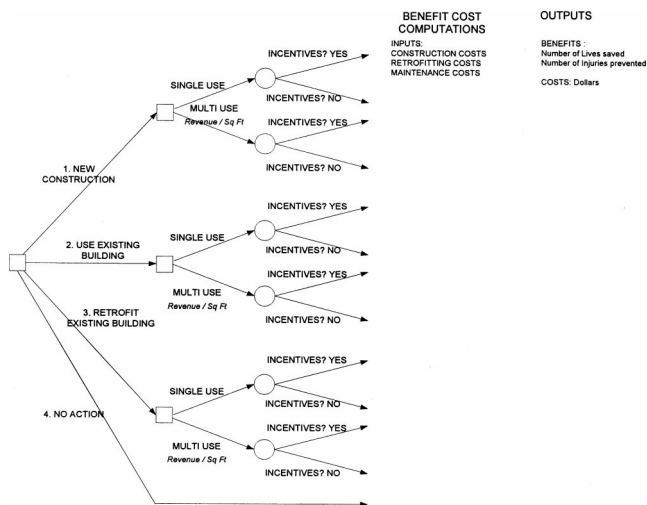 BENEFIT COST
COMPUTATIONS
OUTPUTS
INPUTS:
CONSTRUCTION COSTS
RETROFITTING COSTS
MAINTENANCE COSTS
BENEFITS :
Number of Lives saved
Number of Injuries prevented
COSTS: Dollars
INCENTIVES? YES
SINGLE USE
INCENTIVES? NO
MULTI USE
Revenue / Sq Ft
INCENTIVES? YES
INCENTIVES? NO
1. NEW
CONSTRUCTION
INCENTIVES? YES
SINGLE USE
INCENTIVES? NO
2. USE EXISTING
BUILDING
INCENTIVES? YES
MULTI USE
Revenue / Sq Ft
INCENTIVES? NO
3. RETROFIT
EXISTING BUILDING
INCENTIVES? YES
SINGLE USE
INCENTIVES? NO
4. NO ACTION
INCENTIVES? YES
MULTI USE
Revenue / Sq Ft
INCENTIVES? NO